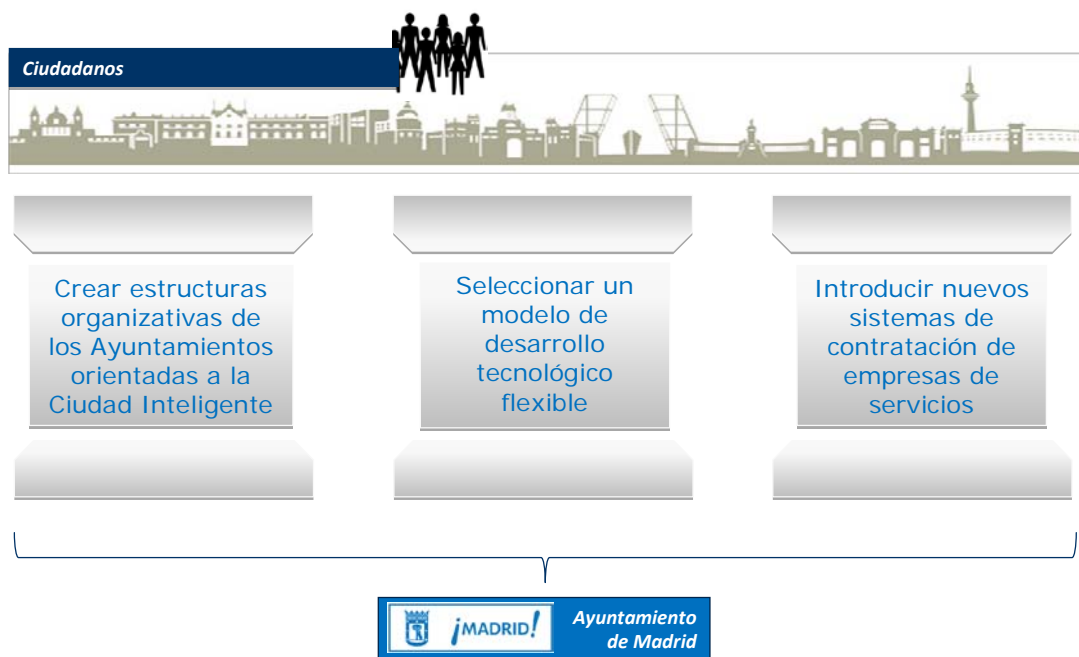 Ciudadanos
Crear estructuras
organizativas de
los Ayuntamientos
orientadas a la
Ciudad Inteligente
Seleccionar un
modelo de
desarrollo
tecnológico
flexible
Introducir nuevos
sistemas de
contratación de
empresas de
servicios
¡MADRID!
Ayuntamiento
de Madrid